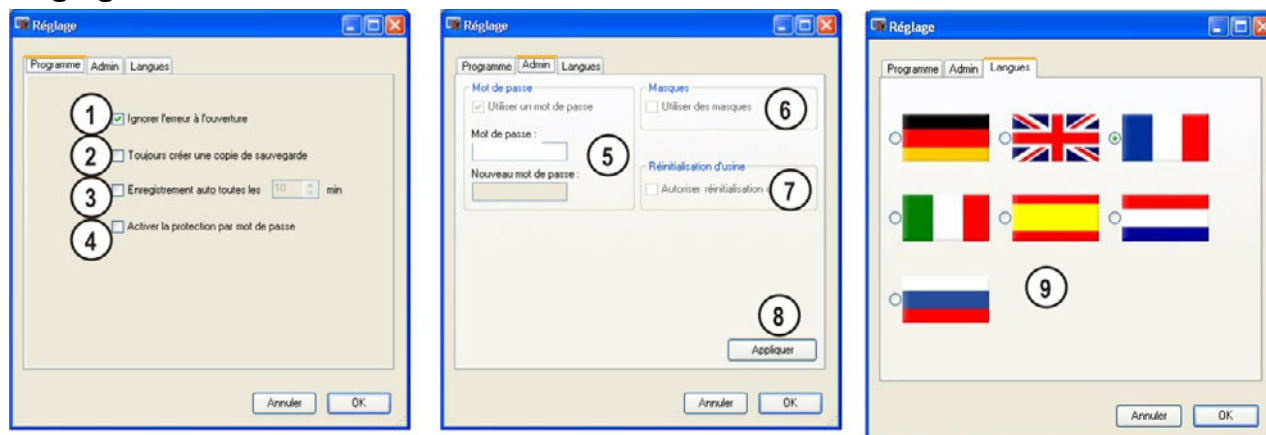 Réglage
Programme Admin Langues
1 Ignorer l'erreur à l'ouverture
2 Toujours créer une copie de sauvegarde
3 Enregistrement auto toutes les 10 min
4 Activer la protection par mot de passe
Annuler OK
Réglage
Programme Admin Langues
Mot de passe
Utiliser un mot de passe
Mot de passe :
5
Nouveau mot de passe :
Masques
Utiliser des masques 6
Réinitialisation d'usine
Autoriser réinitialisation 7
8
Appliquer
Annuler OK
Réglage
Programme Admin Langues
9
Annuler OK